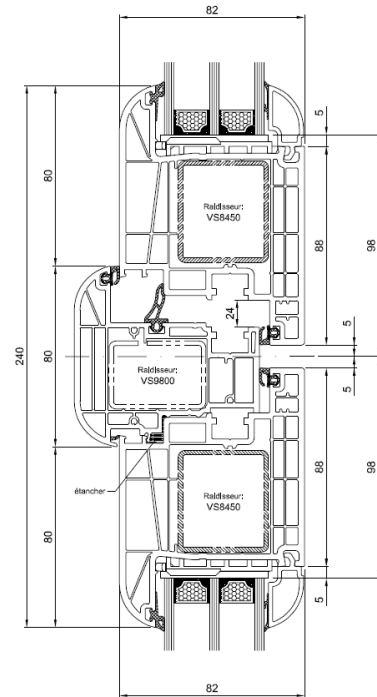 82
5
80
Raidisseur:
VS8450
88
98
24
5
240
80
Raidisseur:
VS9800
5
étancher
Raidisseur:
VS8450
88
98
80
5
82